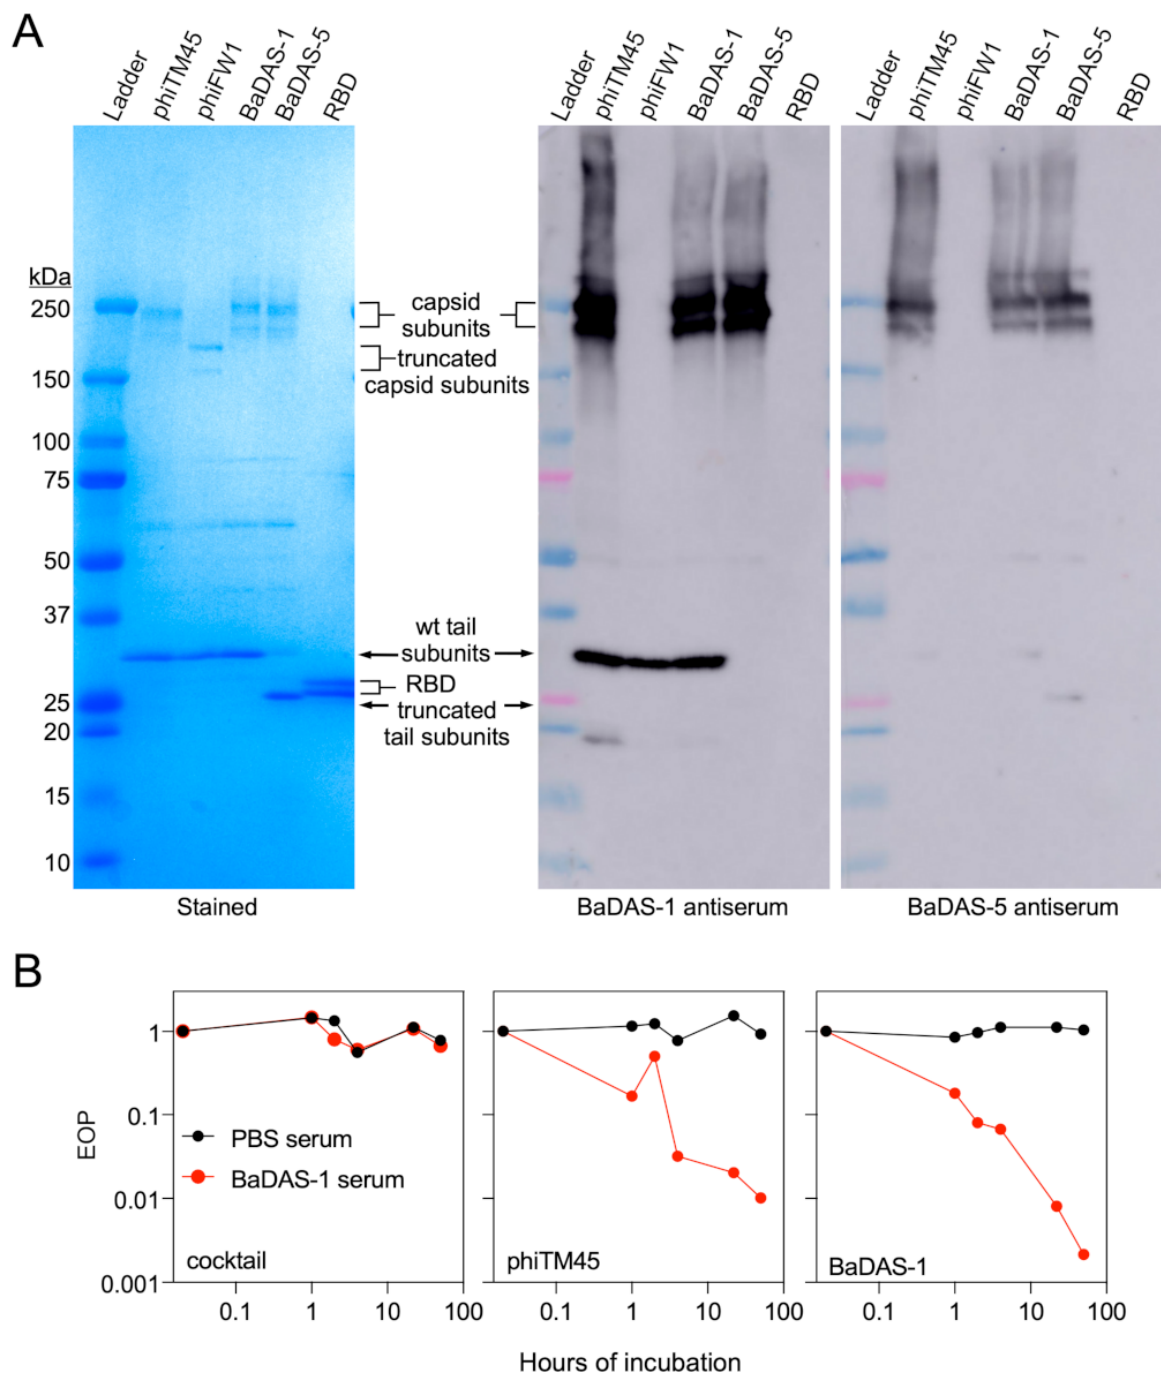 A
Ladder
phiTM45
phiFW1
BaDAS-1
BaDAS-5
RBD
Ladder
phiTM45
phiFW1
BaDAS-1
BaDAS-5
RBD
Ladder
phiTM45
phiFW1
BaDAS-1
BaDAS-5
RBD
kDa
250
150
100
75
50
37
25
20
15
10
capsid
subunits
truncated
capsid subunits
wt tail
subunits
RBD
truncated
tail subunits
Stained
BaDAS-1 antiserum
BaDAS-5 antiserum
B
EOP
1
0.1
0.01
0.001
PBS serum
BaDAS-1 serum
cocktail
phiTM45
BaDAS-1
0.1 1 10 100
0.1 1 10 100
0.1 1 10 100
Hours of incubation